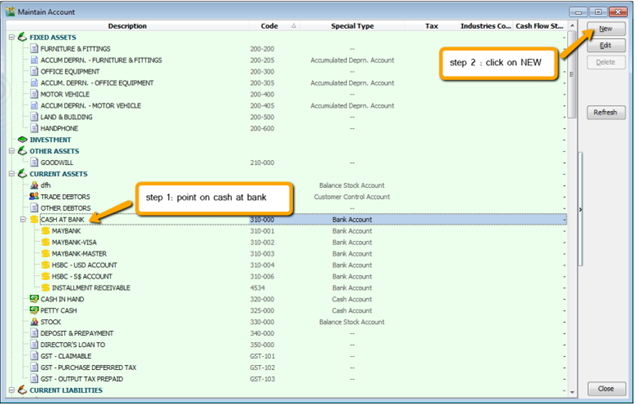 Maintain Account
Description Code Special Type Tax Industries Co... Cash Flow St...
FIXED ASSETS --
FURNITURE & FITTINGS 200-200 --
ACCUM DEPRN. - FURNITURE & FITTINGS 200-205 Accumulated Deprn. Account
OFFICE EQUIPMENT 200-300 --
ACCUM. DEPRN. - OFFICE EQUIPMENT 200-305 Accumulated Deprn. Account
MOTOR VEHICLE 200-400 --
ACCUM DEPRN. - MOTOR VEHICLE 200-405 Accumulated Deprn. Account
LAND & BUILDING 200-500 --
HANDPHONE 200-600 --
INVESTMENT
OTHER ASSETS
GOODWILL 210-000 --
CURRENT ASSETS
dfh Balance Stock Account
TRADE DEBTORS Customer Control Account
OTHER DEBTORS --
CASH AT BANK 310-000 Bank Account
MAYBANK 310-001 Bank Account
MAYBANK-VISA 310-002 Bank Account
MAYBANK-MASTER 310-003 Bank Account
HSBC - USD ACCOUNT 310-004 Bank Account
HSBC - S$ ACCOUNT 310-006 Bank Account
INSTALLMENT RECEIVABLE 4534 Bank Account
CASH IN HAND 320-000 Cash Account
PETTY CASH 325-000 Cash Account
STOCK 330-000 Balance Stock Account
DEPOSIT & PREPAYMENT 340-000 --
DIRECTOR'S LOAN TO 350-000 --
GST - CLAIMABLE GST-101 --
GST - PURCHASE DEFERRED TAX GST-102 --
GST - OUTPUT TAX PREPAID GST-103 --
CURRENT LIABILITIES
step 1: point on cash at bank
step 2 : click on NEW
New
Edit
Delete
Refresh
Close